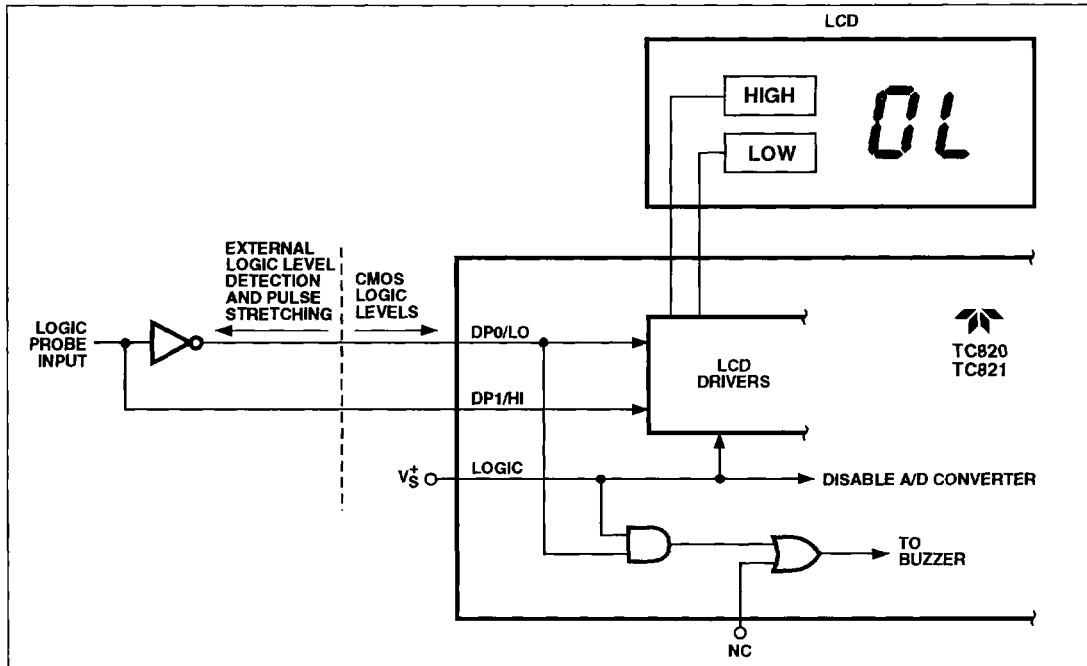 LCD
HIGH
LOW
OL
EXTERNAL
LOGIC LEVEL
DETECTION
AND PULSE
STRETCHING
CMOS
LOGIC
LEVELS
LOGIC
PROBE
INPUT
DP0/LO
DP1/HI
LCD
DRIVERS
TC820
TC821
V+S
LOGIC
DISABLE A/D CONVERTER
TO
BUZZER
NC